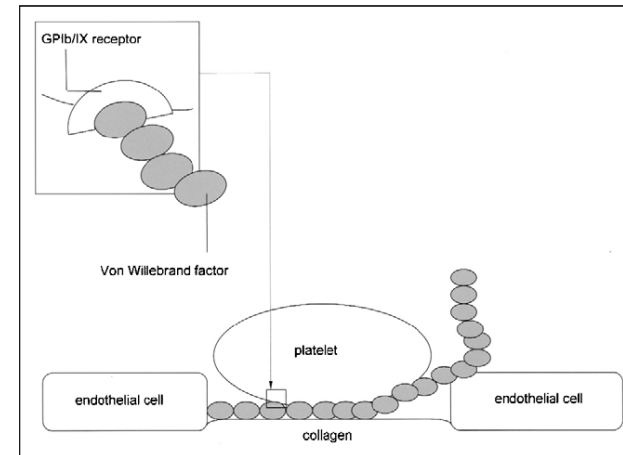 GPIb/IX receptor
Von Willebrand factor
platelet
endothelial cell
endothelial cell
collagen